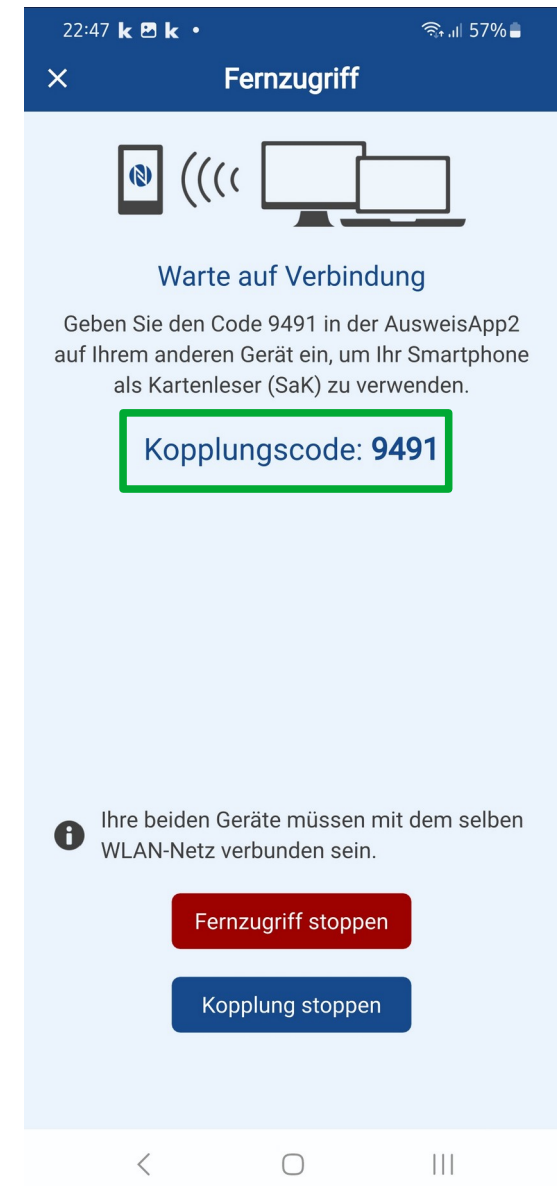 22:47 k k • 57%
Fernzugriff
Warte auf Verbindung
Geben Sie den Code 9491 in der AusweisApp2
auf Ihrem anderen Gerät ein, um Ihr Smartphone
als Kartenleser (SaK) zu verwenden.
Kopplungscode: 9491
Ihre beiden Geräte müssen mit dem selben
WLAN-Netz verbunden sein.
Fernzugriff stoppen
Kopplung stoppen